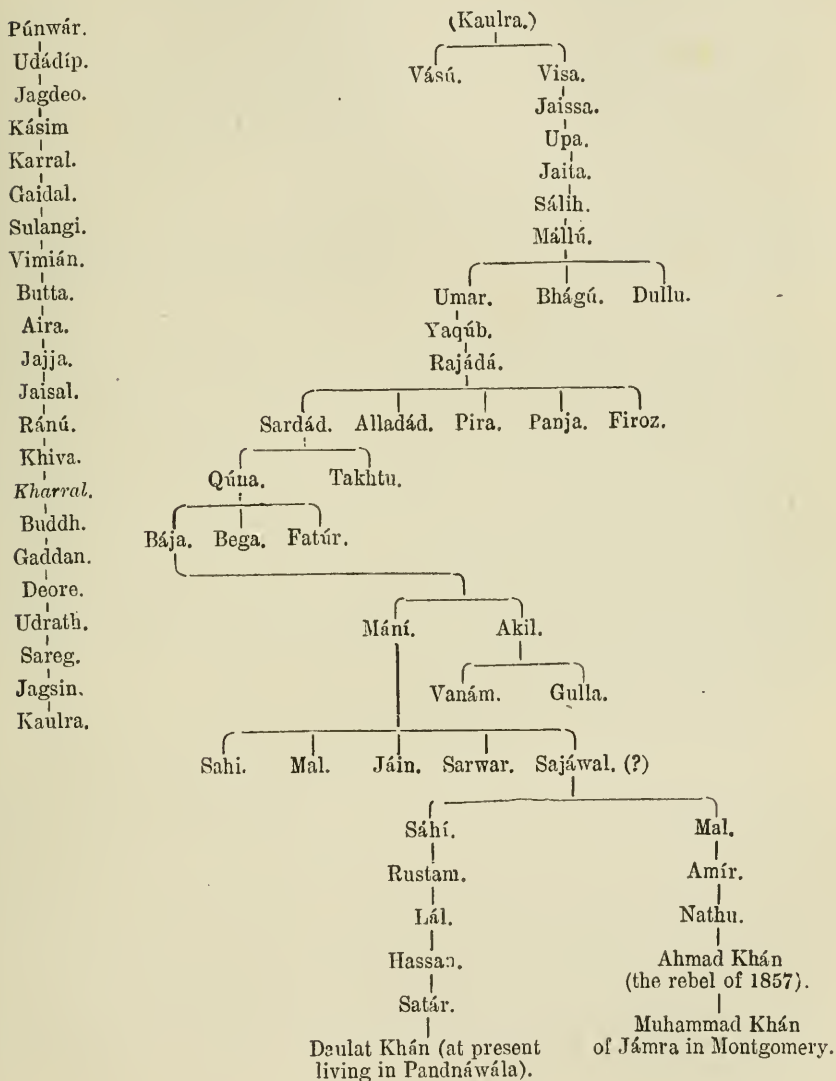 Púnwár.
Udádíp.
Jagdeo.
Kásim
Karral.
Gaidal.
Sulangi.
Vimián.
Butta.
Aira.
Jajja.
Jaisal.
Ránú.
Khiva.
Kharral.
Buddh.
Gaddan.
Deore.
Udrath.
Sareg.
Jagsin.
Kaulra.
(Kaulra.)
Vású. Visa.
Jaissa.
Upa.
Jaita.
Sálih.
Mállú.
Umar. Bhágú. Dullu.
Yaqúb.
Rajádá.
Sardád. Alladád. Pira. Panja. Firoz.
Qúna. Takhtu.
Bája. Bega. Fatúr.
Mání. Akil.
Vanám. Gulla.
Sahi. Mal. Jáin. Sarwar. Sajáwal. (?)
Sáhí. Mal.
Rustam. Amír.
Lál. Nathu.
Hassan. Ahmad Khán
(the rebel of 1857).
Satár.
Daulat Khán (at present
living in Pandnáwála).
Muhammad Khán
of Jámra in Montgomery.